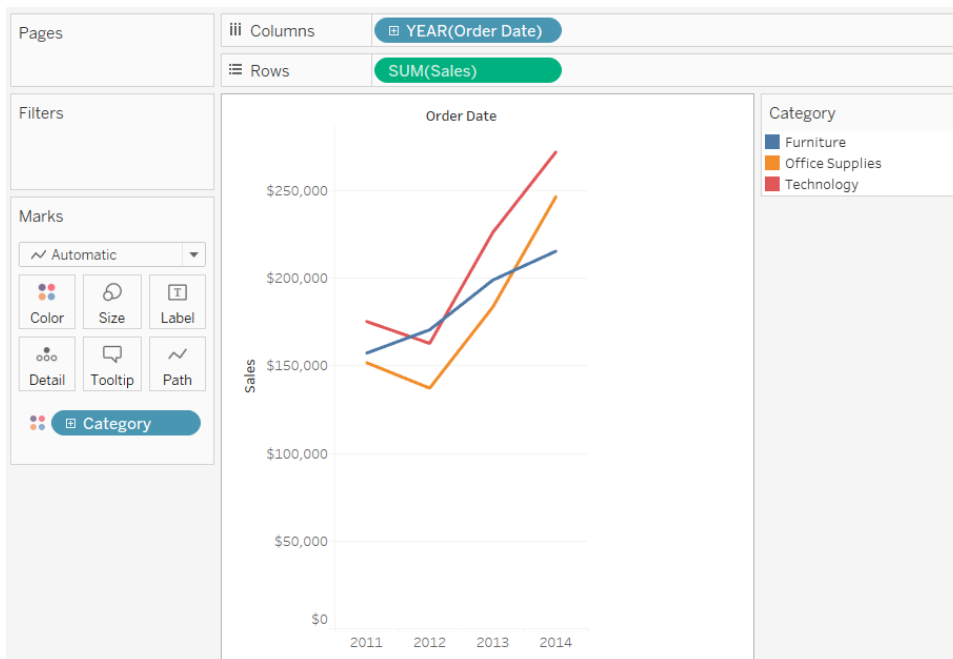 Pages
Columns
YEAR(Order Date)
Rows
SUM(Sales)
Filters
Marks
Automatic
Color
Size
Label
Detail
Tooltip
Path
Category
Order Date
Sales
$250,000
$200,000
$150,000
$100,000
$50,000
$0
2011 2012 2013 2014
Category
Furniture
Office Supplies
Technology